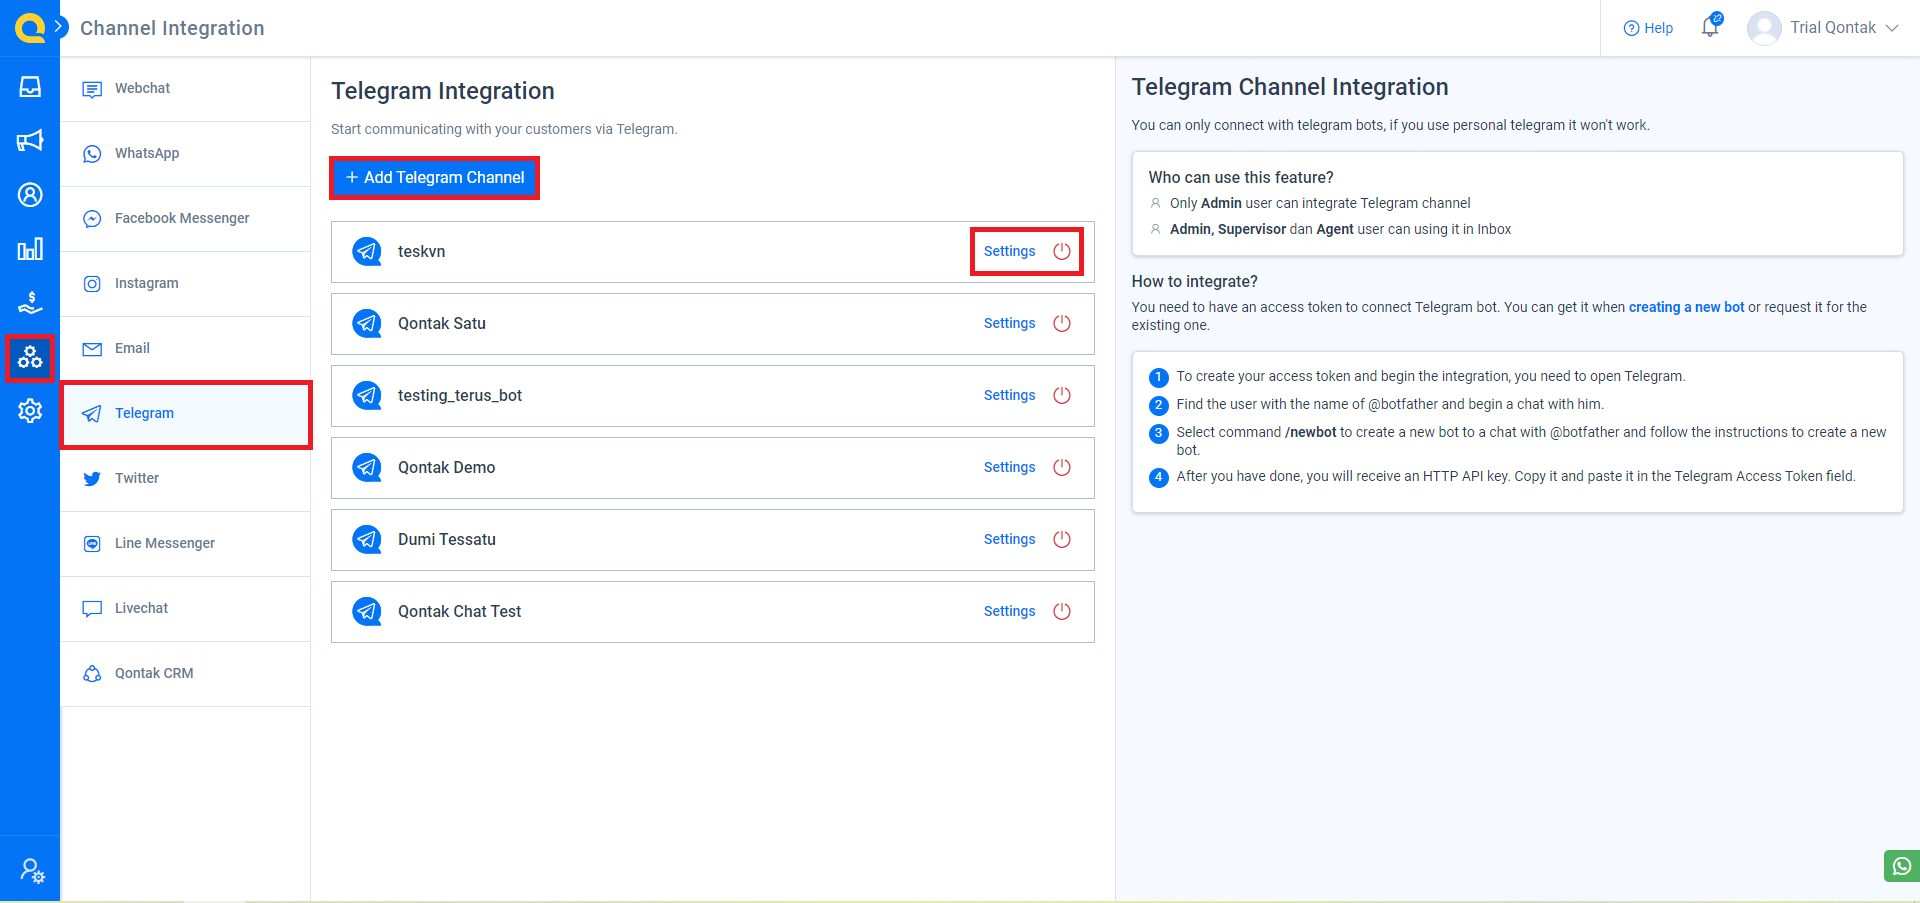 Channel Integration
Help
Trial Qontak
Webchat
WhatsApp
Facebook Messenger
Instagram
Email
Telegram
Twitter
Line Messenger
Livechat
Qontak CRM
Telegram Integration
Start communicating with your customers via Telegram.
+ Add Telegram Channel
teskvn Settings
Qontak Satu Settings
testing_terus_bot Settings
Qontak Demo Settings
Dumi Tessatu Settings
Qontak Chat Test Settings
Telegram Channel Integration
You can only connect with telegram bots, if you use personal telegram it won't work.
Who can use this feature?
Only Admin user can integrate Telegram channel
Admin, Supervisor dan Agent user can using it in Inbox
How to integrate?
You need to have an access token to connect Telegram bot. You can get it when creating a new bot or request it for the
existing one.
1 To create your access token and begin the integration, you need to open Telegram.
2 Find the user with the name of @botfather and begin a chat with him.
3 Select command /newbot to create a new bot to a chat with @botfather and follow the instructions to create a new
bot.
4 After you have done, you will receive an HTTP API key. Copy it and paste it in the Telegram Access Token field.